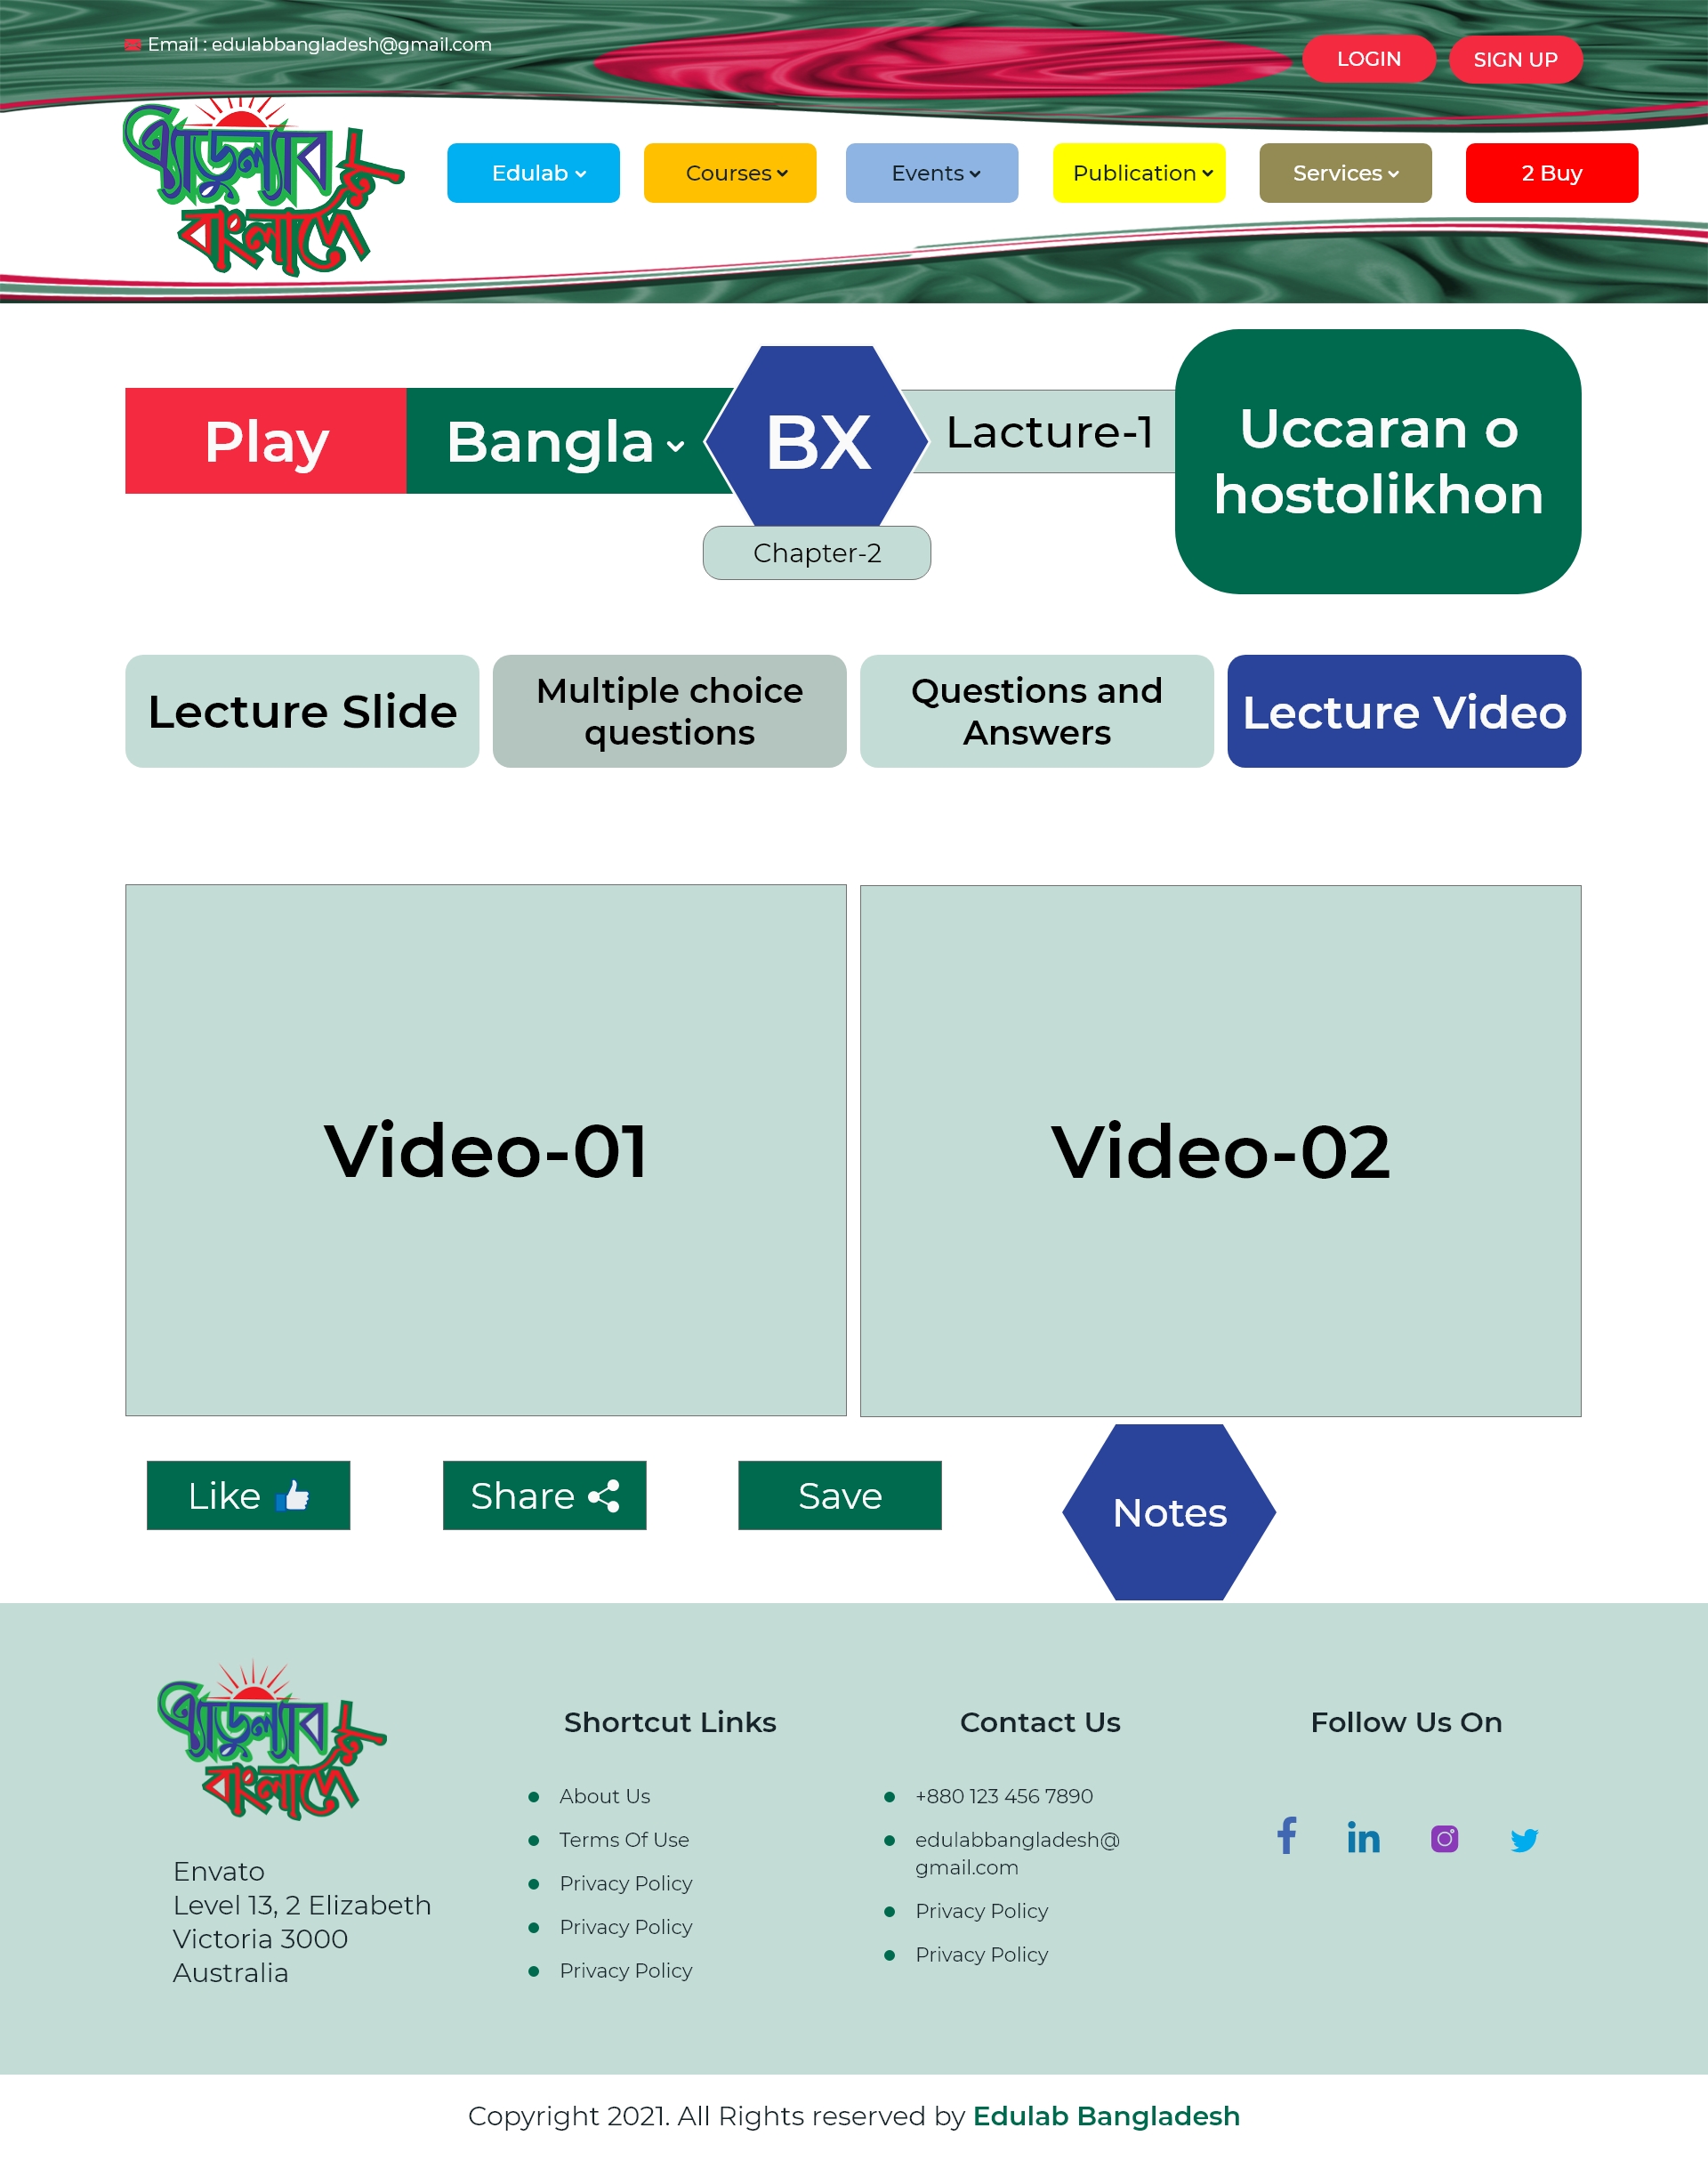 Email : edulabbangladesh@gmail.com
LOGIN
SIGN UP
এ্যাডুল্যাব
বাংলাদেশ
Edulab
Courses
Events
Publication
Services
2 Buy
Play
Bangla
BX
Lacture-1
Uccaran o
hostolikhon
Chapter-2
Lecture Slide
Multiple choice
questions
Questions and
Answers
Lecture Video
Video-01
Video-02
Like
Share
Save
Notes
এ্যাডুল্যাব
বাংলাদেশ
Envato
Level 13, 2 Elizabeth
Victoria 3000
Australia
Shortcut Links
About Us
Terms Of Use
Privacy Policy
Privacy Policy
Privacy Policy
Contact Us
+880 123 456 7890
edulabbangladesh@
gmail.com
Privacy Policy
Privacy Policy
Follow Us On
Copyright 2021. All Rights reserved by Edulab Bangladesh